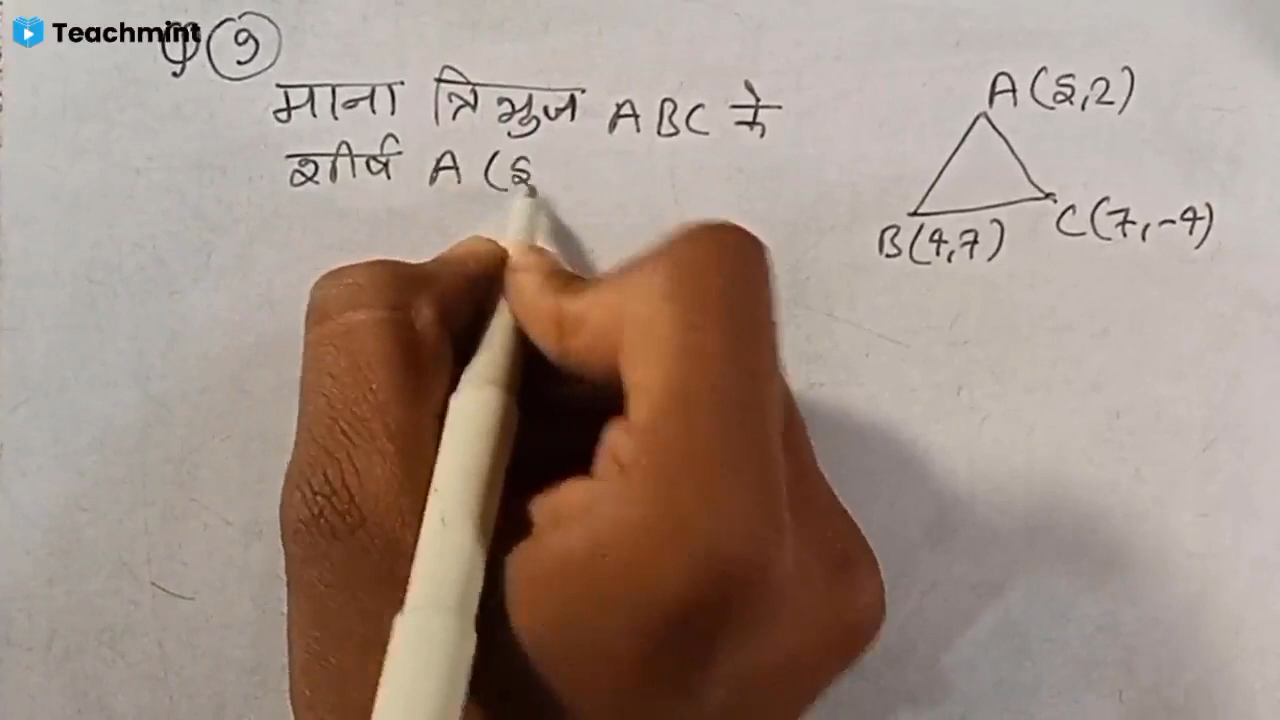 Teachmint
Q (9)
माना त्रिभुज ABC के
शीर्ष A (5
A (5,2)
B(4,7)
C(7,-4)